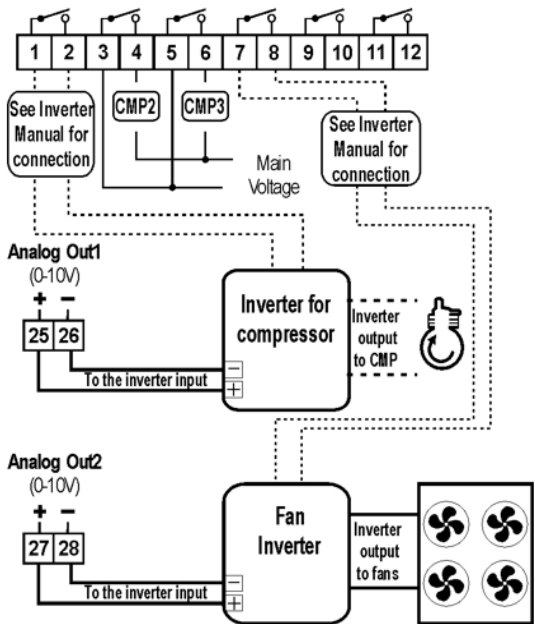 1 2 3 4 5 6 7 8 9 10 11 12
See Inverter
Manual for
connection
CMP2
CMP3
See Inverter
Manual for
connection
Main
Voltage
Analog Out1
(0-10V)
+ −
25 26
To the inverter input
−
+
Inverter for
compressor
Inverter
output
to CMP
Analog Out2
(0-10V)
+ −
27 28
To the inverter input
−
+
Fan
Inverter
Inverter
output
to fans